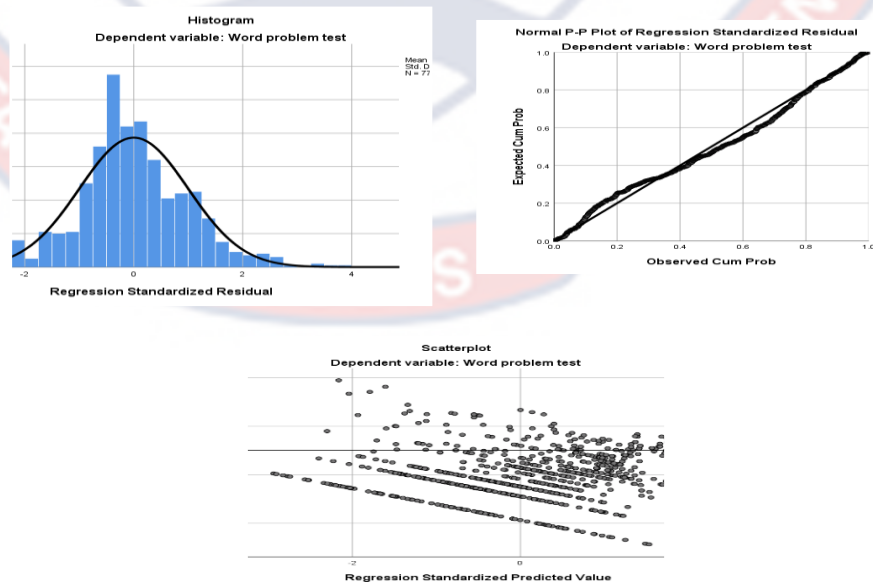 Histogram
Dependent variable: Word problem test
Mean
Std. D
N = 77
-2
0
2
4
Regression Standardized Residual
Normal P-P Plot of Regression Standardized Residual
Dependent variable: Word problem test
1.0
0.8
0.6
0.4
0.2
0.0
Expected Cum Prob
0.0
0.2
0.4
0.6
0.8
1.0
Observed Cum Prob
S
Scatterplot
Dependent variable: Word problem test
-2
0
Regression Standardized Predicted Value